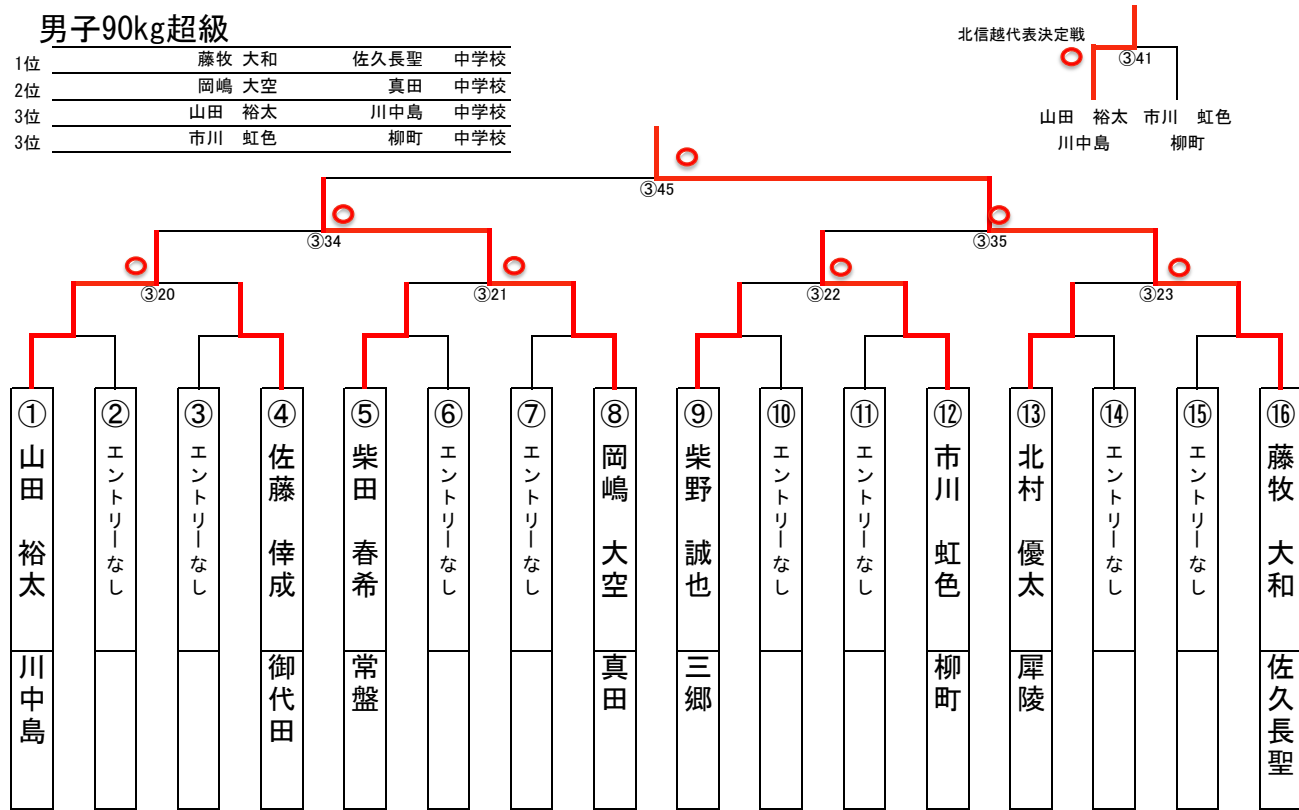 男子90kg超級
1位 藤牧 大和 佐久長聖 中学校
2位 岡嶋 大空 真田 中学校
3位 山田 裕太 川中島 中学校
3位 市川 虹色 柳町 中学校
北信越代表決定戦
③41
山田 裕太 市川 虹色
川中島 柳町
③45
③34 ③35
③20 ③21 ③22 ③23
① 山田 裕太 川中島
② エントリーなし
③ エントリーなし
④ 佐藤 倖成 御代田
⑤ 柴田 春希 常盤
⑥ エントリーなし
⑦ エントリーなし
⑧ 岡嶋 大空 真田
⑨ 柴野 誠也 三郷
⑩ エントリーなし
⑪ エントリーなし
⑫ 市川 虹色 柳町
⑬ 北村 優太 犀陵
⑭ エントリーなし
⑮ エントリーなし
⑯ 藤牧 大和 佐久長聖